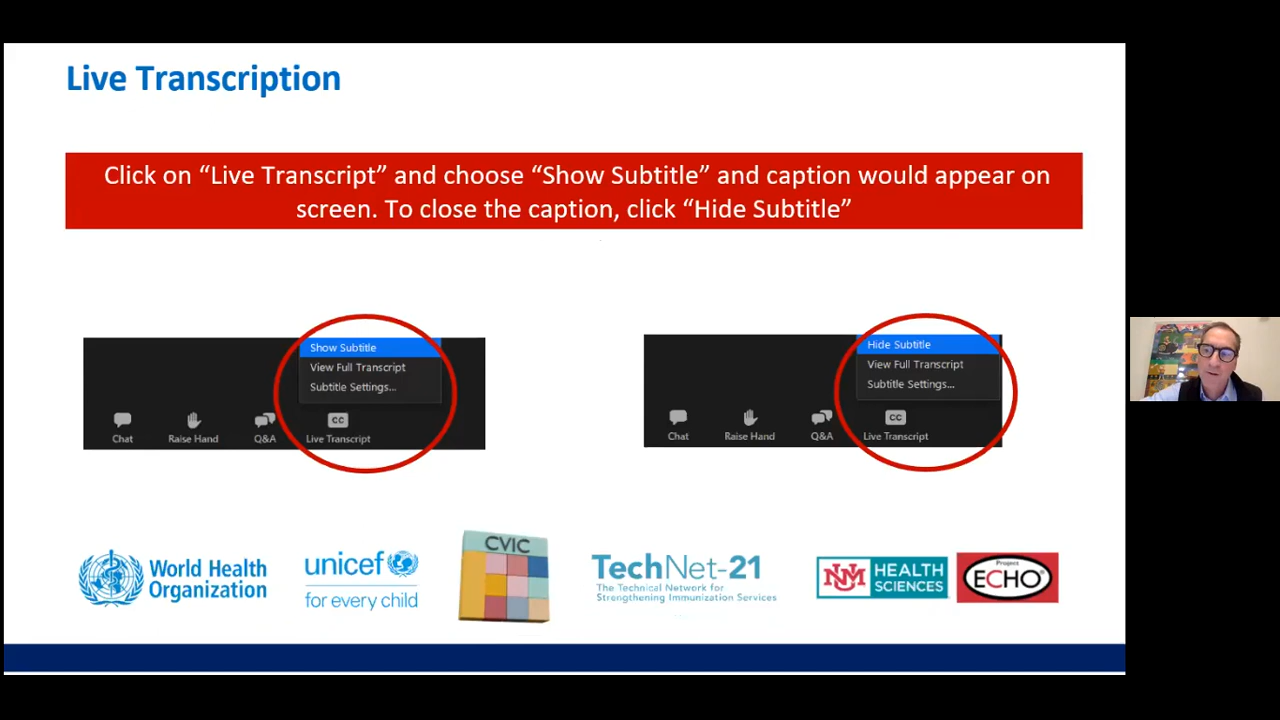 Live Transcription
Click on “Live Transcript” and choose “Show Subtitle” and caption would appear on
screen. To close the caption, click “Hide Subtitle”
Show Subtitle
View Full Transcript
Subtitle Settings...
Chat
Raise Hand
Q&A
CC
Live Transcript
Hide Subtitle
View Full Transcript
Subtitle Settings...
Chat
Raise Hand
Q&A
CC
Live Transcript
World Health
Organization
unicef
for every child
CVIC
TechNet-21
The Technical Network for
Strengthening Immunization Services
UNM
HEALTH
SCIENCES
Project
ECHO